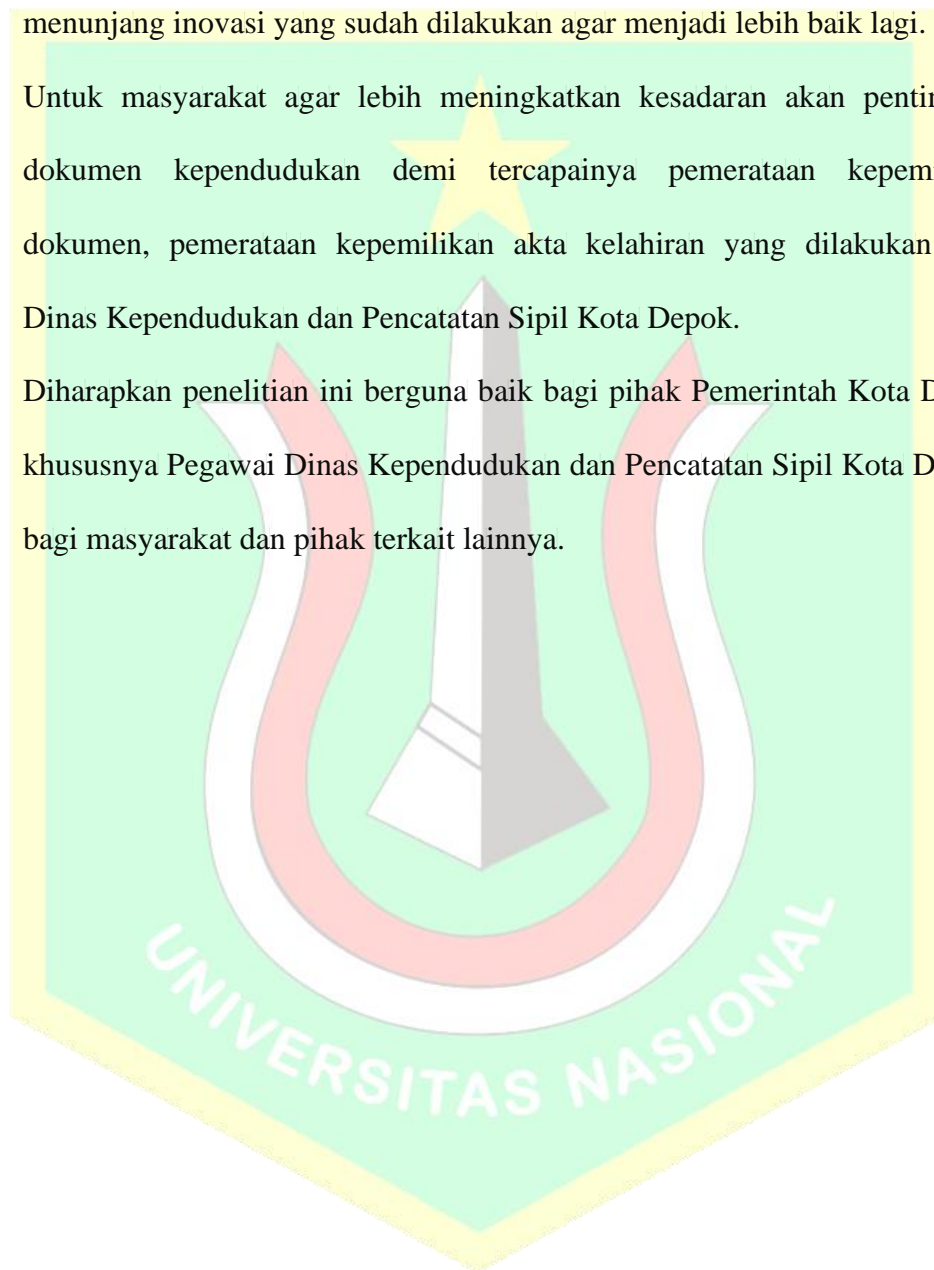 menunjang inovasi yang sudah dilakukan agar menjadi lebih baik lagi.
Untuk masyarakat agar lebih meningkatkan kesadaran akan
dokumen kependudukan demi tercapainya pemerataan
dokumen, pemerataan kepemilikan akta kelahiran yang dilakukan
Dinas Kependudukan dan Pencatatan Sipil Kota Depok.
Diharapkan penelitian ini berguna baik bagi pihak Pemerintah Kota
khususnya Pegawai Dinas Kependudukan dan Pencatatan Sipil Kota
bagi masyarakat dan pihak terkait lainnya.
UNIVERSITAS NASIONAL